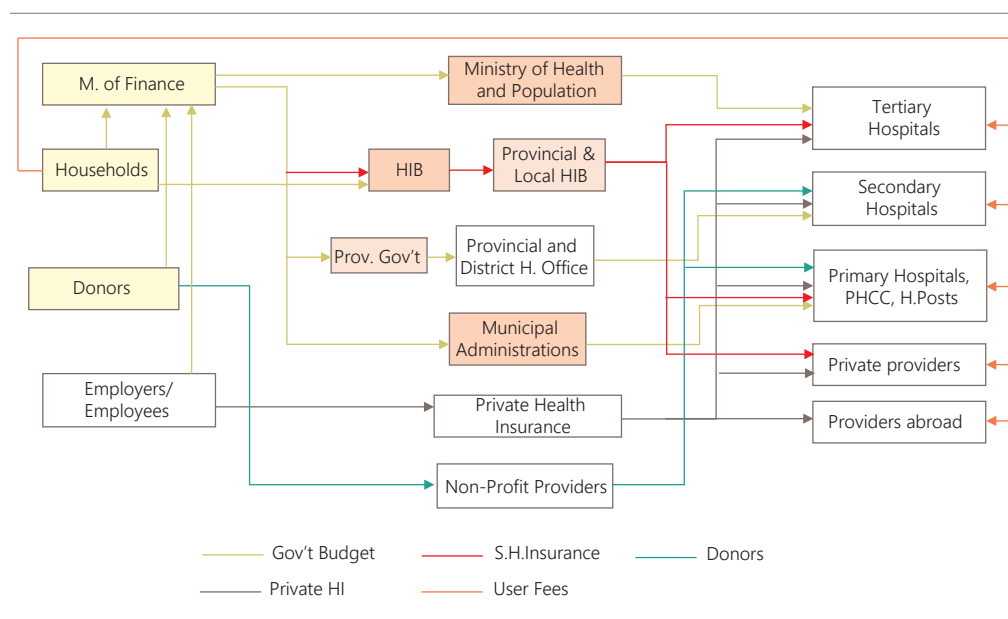 M. of Finance
Ministry of Health
and Population
Tertiary
Hospitals
Households
HIB
Provincial &
Local HIB
Secondary
Hospitals
Prov. Gov't
Provincial and
District H. Office
Donors
Primary Hospitals,
PHCC, H.Posts
Municipal
Administrations
Private providers
Employers/
Employees
Private Health
Insurance
Providers abroad
Non-Profit Providers
Gov't Budget
S.H.Insurance
Donors
Private HI
User Fees